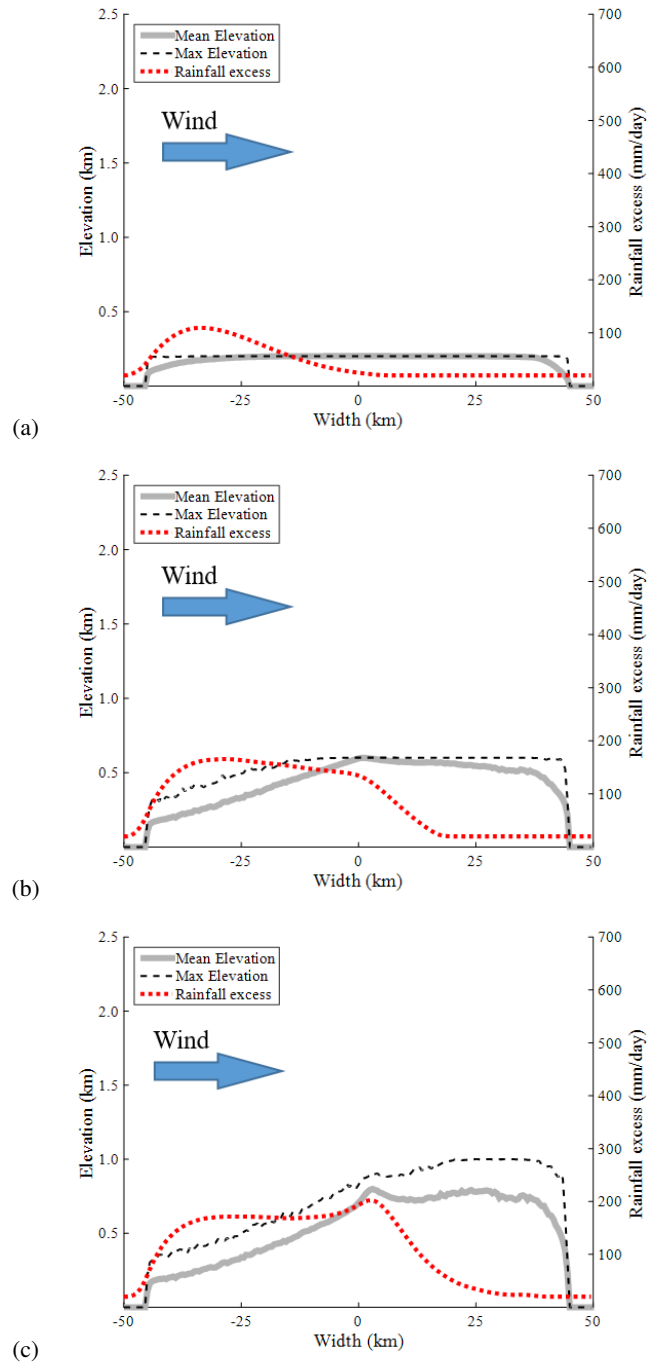 2.5
2.0
1.5
1.0
0.5
Elevation (km)
Mean Elevation
Max Elevation
Rainfall excess
Wind
700
600
500
400
300
200
100
Rainfall excess (mm/day)
-50 -25 0 25 50
Width (km)
(a)
2.5
2.0
1.5
1.0
0.5
Elevation (km)
Mean Elevation
Max Elevation
Rainfall excess
Wind
700
600
500
400
300
200
100
Rainfall excess (mm/day)
-50 -25 0 25 50
Width (km)
(b)
2.5
2.0
1.5
1.0
0.5
Elevation (km)
Mean Elevation
Max Elevation
Rainfall excess
Wind
700
600
500
400
300
200
100
Rainfall excess (mm/day)
-50 -25 0 25 50
Width (km)
(c)